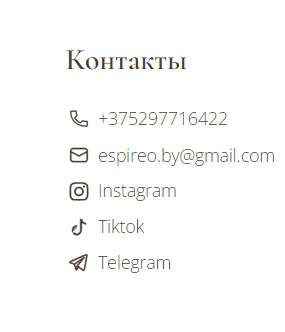 Контакты
+375297716422
espireo.by@gmail.com
Instagram
Tiktok
Telegram